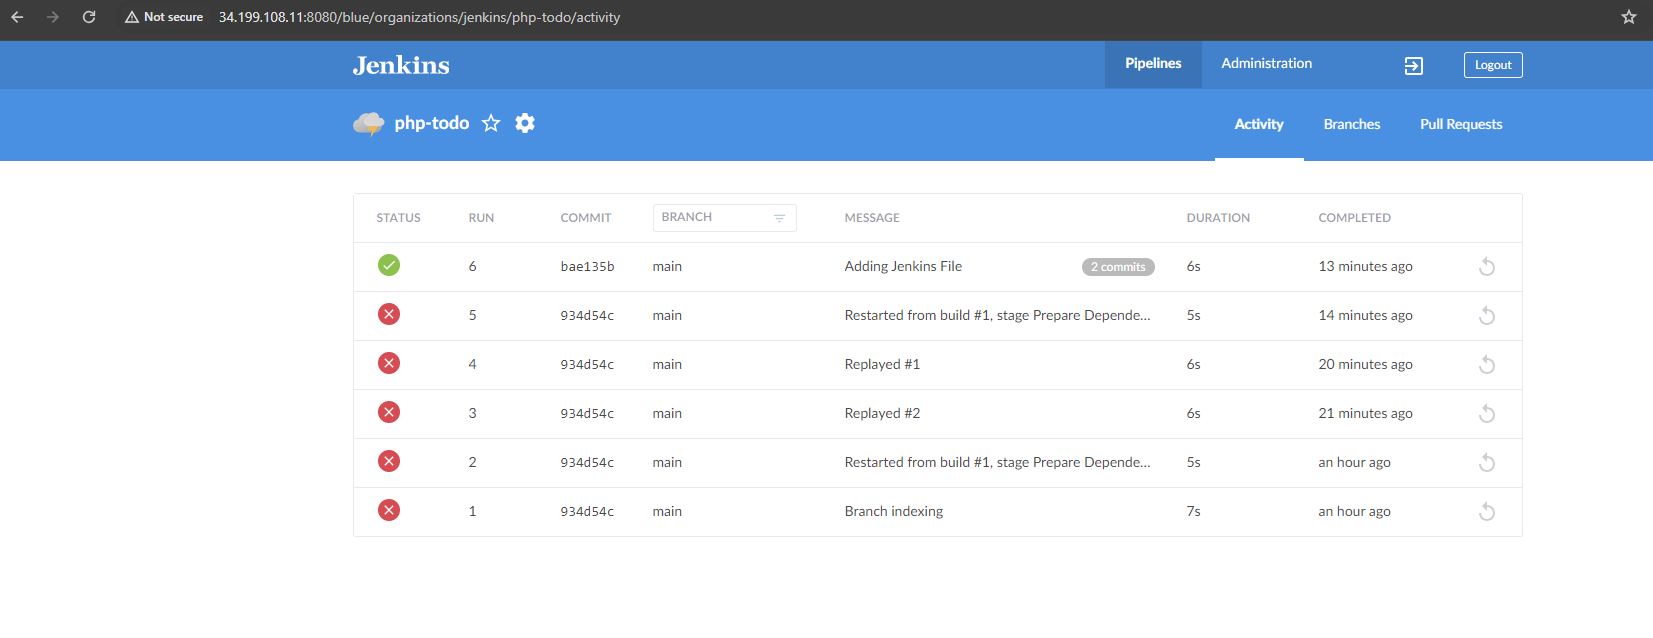 Not secure 34.199.108.11:8080/blue/organizations/jenkins/php-todo/activity
Jenkins Pipelines Administration Logout
php-todo Activity Branches Pull Requests
STATUS RUN COMMIT BRANCH MESSAGE DURATION COMPLETED
6 bae135b main Adding Jenkins File 2 commits 6s 13 minutes ago
5 934d54c main Restarted from build #1, stage Prepare Depende... 5s 14 minutes ago
4 934d54c main Replayed #1 6s 20 minutes ago
3 934d54c main Replayed #2 6s 21 minutes ago
2 934d54c main Restarted from build #1, stage Prepare Depende... 5s an hour ago
1 934d54c main Branch indexing 7s an hour ago